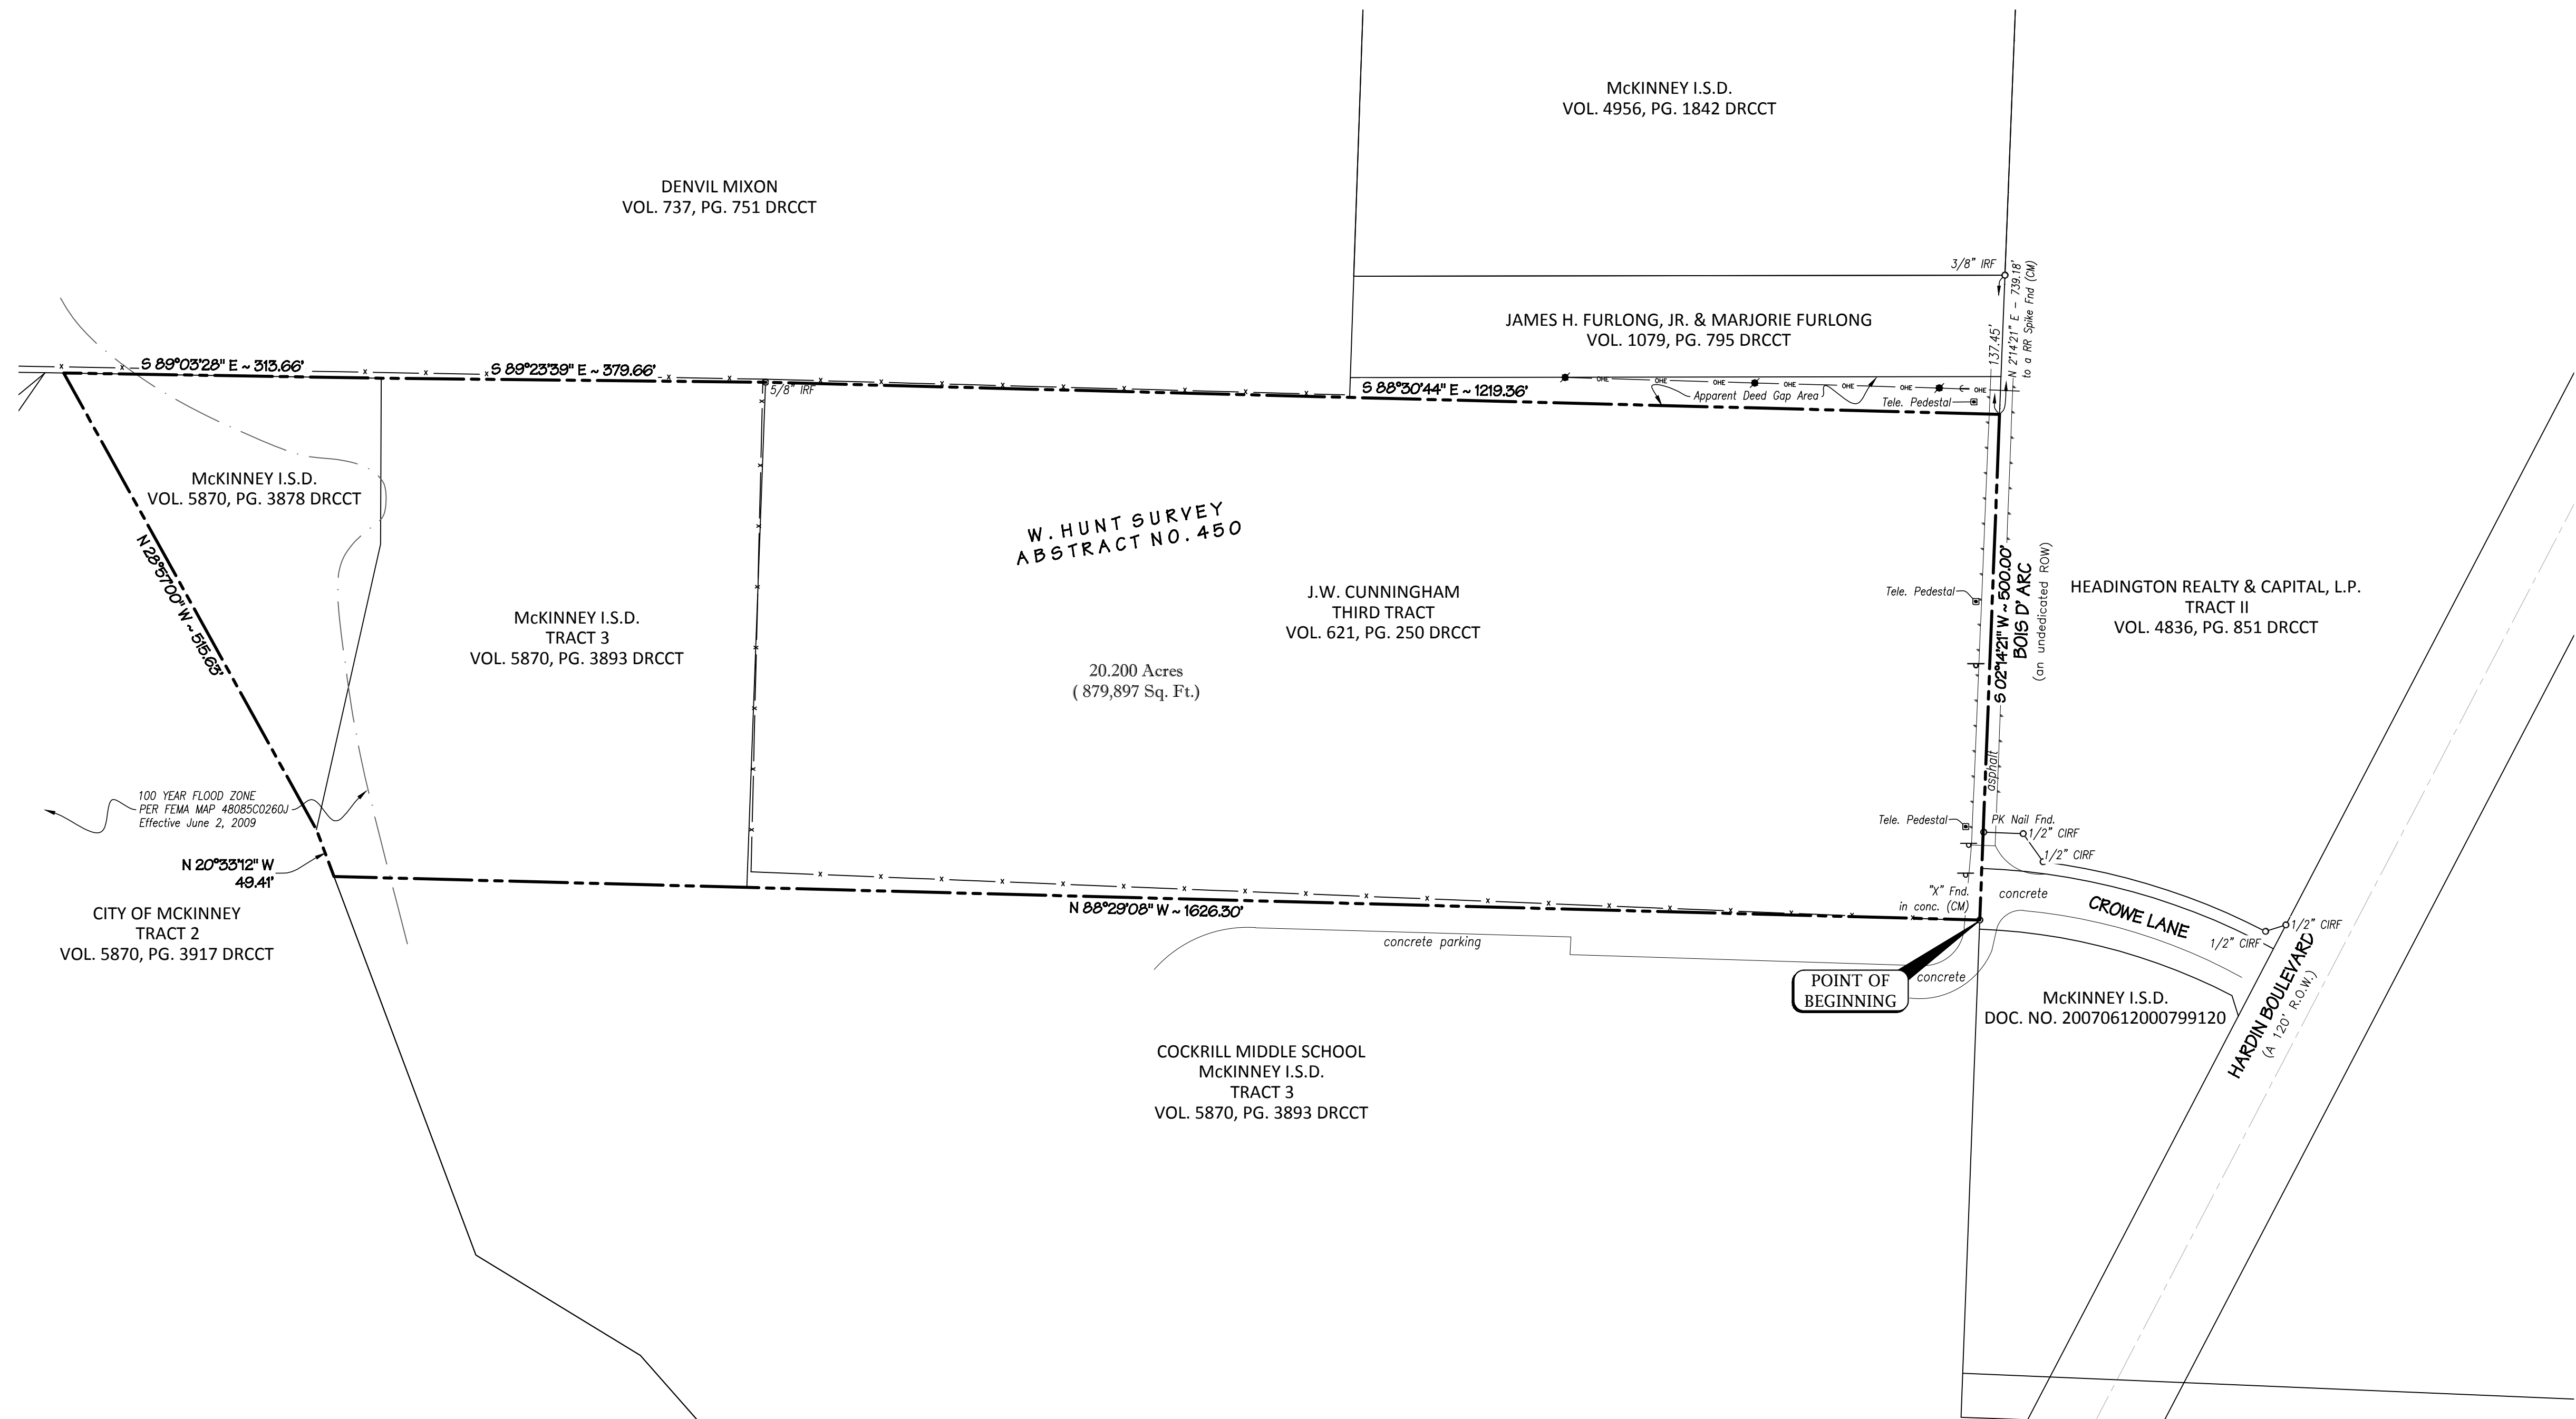 McKINNEY I.S.D.
VOL. 4956, PG. 1842 DRCCT
DENVIL MIXON
VOL. 737, PG. 751 DRCCT
3/8" IRF
N 2°14'21" E - 739.18'
to a RR Spike Fnd (CM)
137.45'
JAMES H. FURLONG, JR. & MARJORIE FURLONG
VOL. 1079, PG. 795 DRCCT
S 89°03'28" E ~ 313.66'
S 89°23'39" E ~ 379.66'
5/8" IRF
S 88°30'44" E ~ 1219.36'
OHE OHE OHE OHE OHE OHE OHE
Apparent Deed Gap Area
Tele. Pedestal
McKINNEY I.S.D.
VOL. 5870, PG. 3878 DRCCT
N 28°57'00" W ~ 515.63'
W. HUNT SURVEY
ABSTRACT NO. 450
McKINNEY I.S.D.
TRACT 3
VOL. 5870, PG. 3893 DRCCT
J.W. CUNNINGHAM
THIRD TRACT
VOL. 621, PG. 250 DRCCT
20.200 Acres
( 879,897 Sq. Ft.)
Tele. Pedestal
S 02°14'21" W ~ 500.00'
BOIS D' ARC
(an undedicated ROW)
HEADINGTON REALTY & CAPITAL, L.P.
TRACT II
VOL. 4836, PG. 851 DRCCT
asphalt
100 YEAR FLOOD ZONE
PER FEMA MAP 48085C0260J
Effective June 2, 2009
Tele. Pedestal
PK Nail Fnd.
1/2" CIRF
1/2" CIRF
N 20°33'12" W
49.41'
"X" Fnd.
in conc. (CM)
concrete
N 88°29'08" W ~ 1626.30'
CROWE LANE
1/2" CIRF
1/2" CIRF
CITY OF MCKINNEY
TRACT 2
VOL. 5870, PG. 3917 DRCCT
concrete parking
POINT OF
BEGINNING
concrete
McKINNEY I.S.D.
DOC. NO. 20070612000799120
HARDIN BOULEVARD
(A 120' R.O.W.)
COCKRILL MIDDLE SCHOOL
McKINNEY I.S.D.
TRACT 3
VOL. 5870, PG. 3893 DRCCT